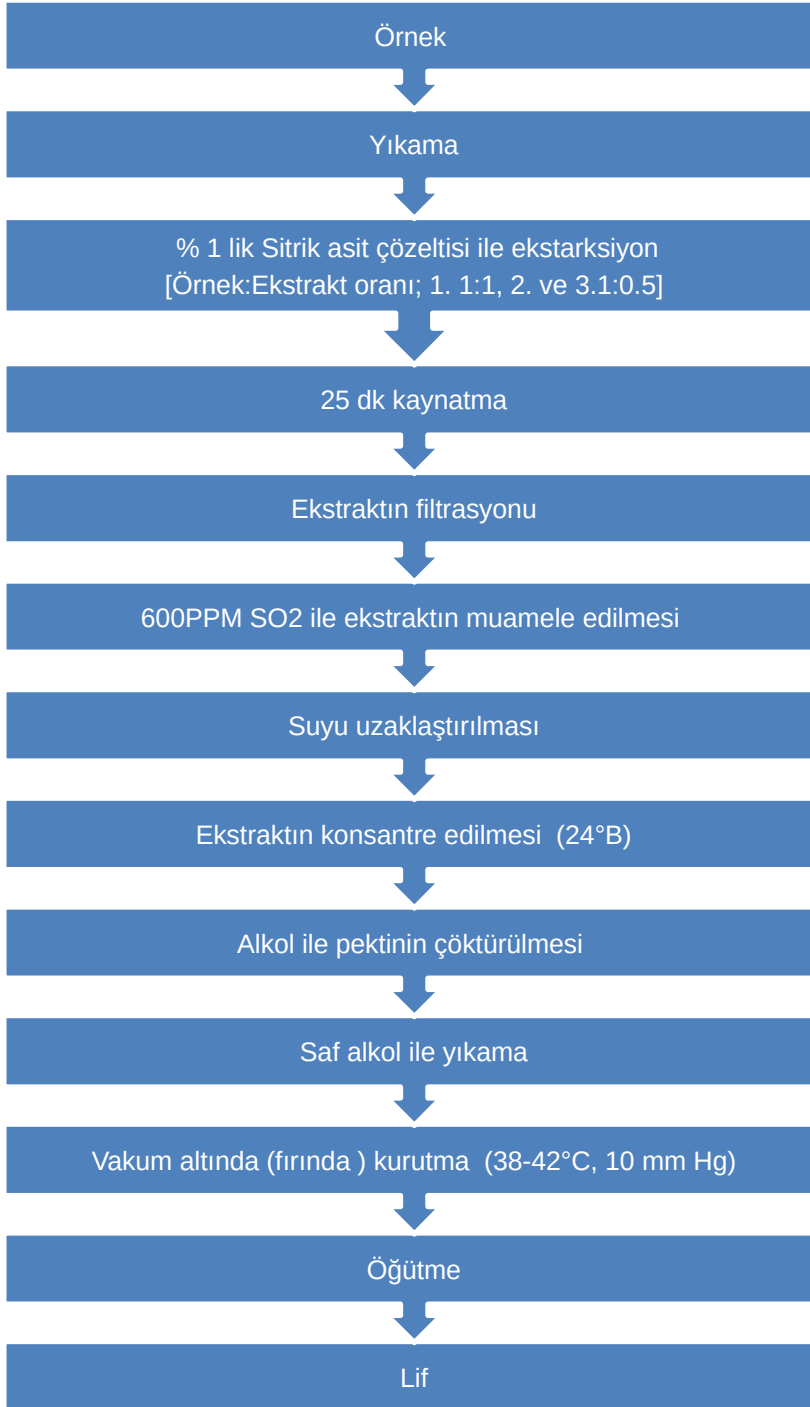 Örnek
Yıkama
% 1 lik Sitrik asit çözeltisi ile ekstarksiyon
[Örnek:Ekstrakt oranı; 1. 1:1, 2. ve 3.1:0.5]
25 dk kaynatma
Ekstraktın filtrasyonu
600PPM SO2 ile ekstraktın muamele edilmesi
Suyu uzaklaştırılması
Ekstraktın konsantre edilmesi  (24°B)
Alkol ile pektinin çöktürülmesi
Saf alkol ile yıkama
Vakum altında (fırında ) kurutma  (38-42°C, 10 mm Hg)
Öğütme
Lif